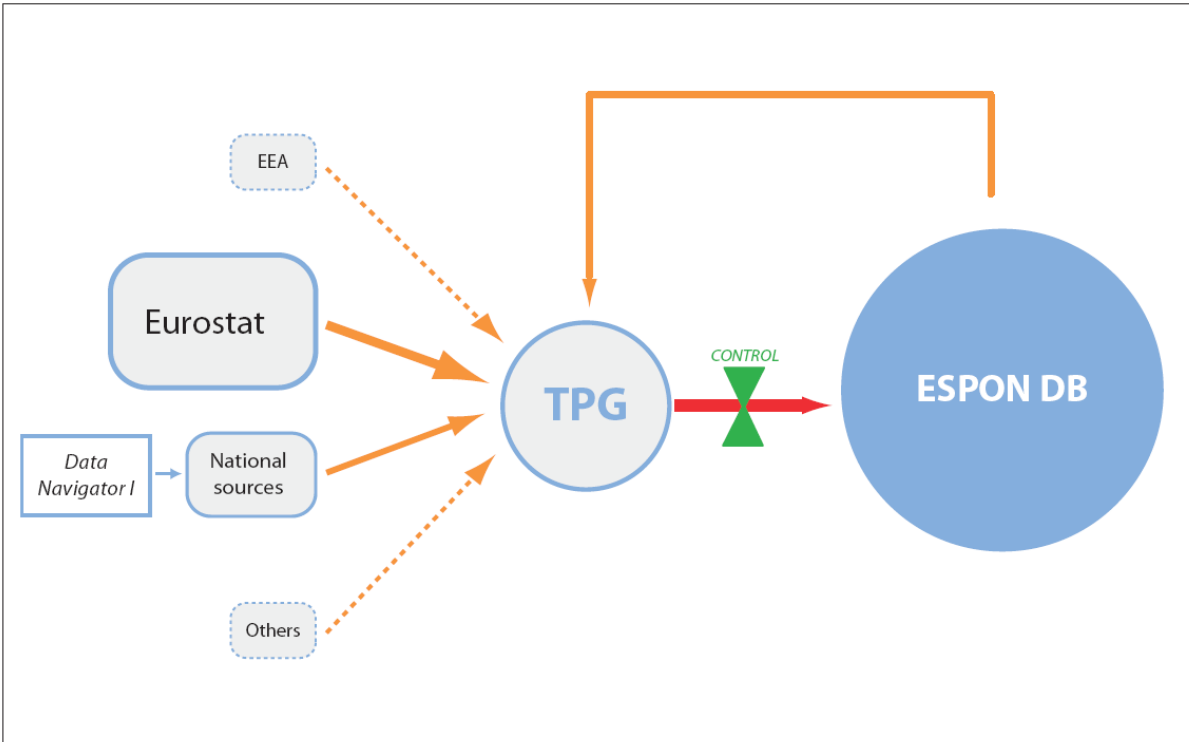 EEA
Eurostat
Data
Navigator I
National
sources
Others
TPG
CONTROL
ESPON DB